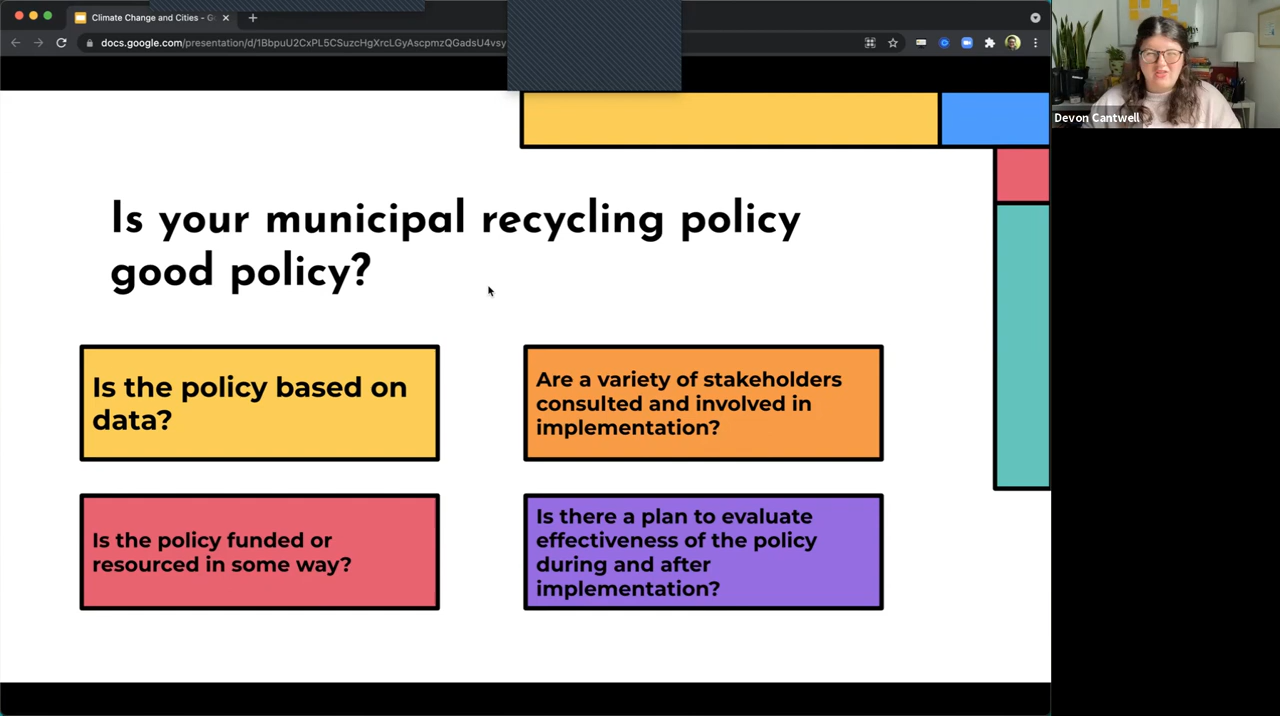 Climate Change and Cities - G
docs.google.com/presentation/d/1BbpuU2CxPL5CSuzcHgXrcLGyAscpmzQGadsU4vsy
Devon Cantwell
Is your municipal recycling policy
good policy?
Is the policy based on
data?
Are a variety of stakeholders
consulted and involved in
implementation?
Is the policy funded or
resourced in some way?
Is there a plan to evaluate
effectiveness of the policy
during and after
implementation?